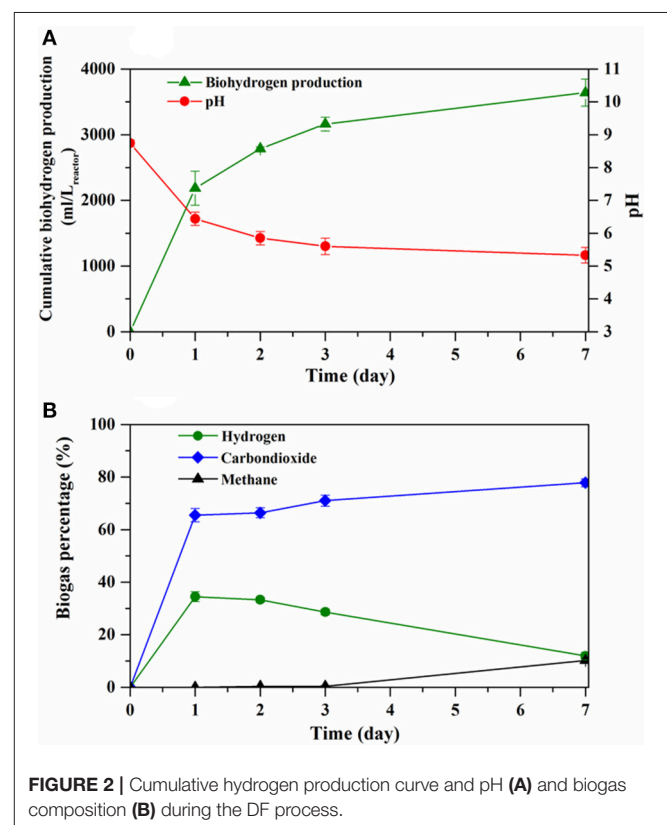 A
Cumulative biohydrogen production
(ml/Lreactor)
4000
3000
2000
1000
0
Biohydrogen production
pH
11
10
9
8
7
6
5
4
3
pH
0 1 2 3 4 5 6 7
Time (day)
B
Biogas percentage (%)
100
80
60
40
20
0
Hydrogen
Carbondioxide
Methane
0 1 2 3 4 5 6 7
Time (day)
FIGURE 2 | Cumulative hydrogen production curve and pH (A) and biogas
composition (B) during the DF process.